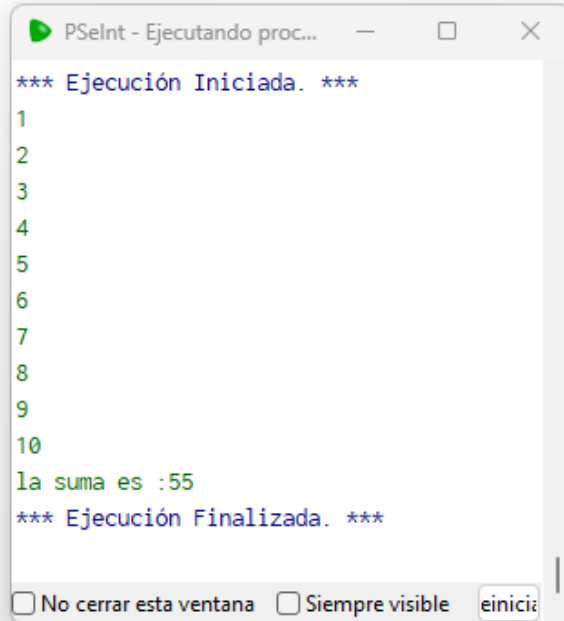 PSeInt - Ejecutando proc...
*** Ejecución Iniciada. ***
1
2
3
4
5
6
7
8
9
10
la suma es :55
*** Ejecución Finalizada. ***
No cerrar esta ventana Siempre visible einicia